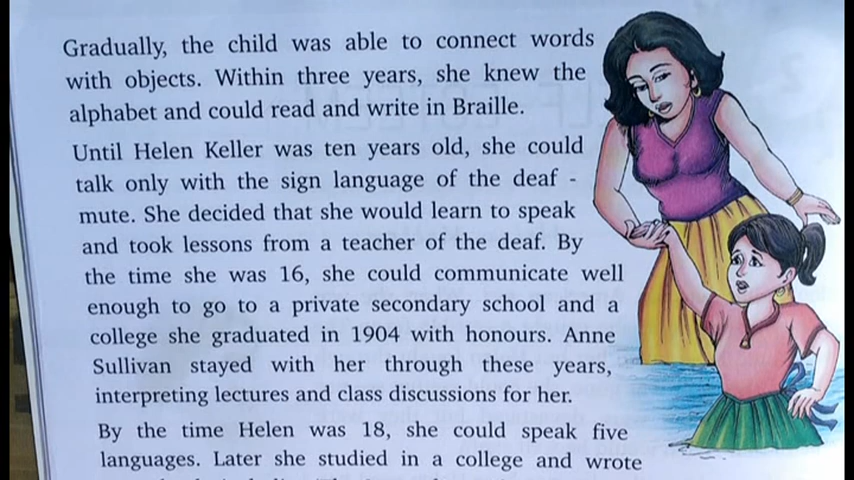 Gradually, the child was able to connect words
with objects. Within three years, she knew the
alphabet and could read and write in Braille.
Until Helen Keller was ten years old, she could
talk only with the sign language of the deaf -
mute. She decided that she would learn to speak
and took lessons from a teacher of the deaf. By
the time she was 16, she could communicate well
enough to go to a private secondary school and a
college she graduated in 1904 with honours. Anne
Sullivan stayed with her through these years,
interpreting lectures and class discussions for her.
By the time Helen was 18, she could speak five
languages. Later she studied in a college and wrote